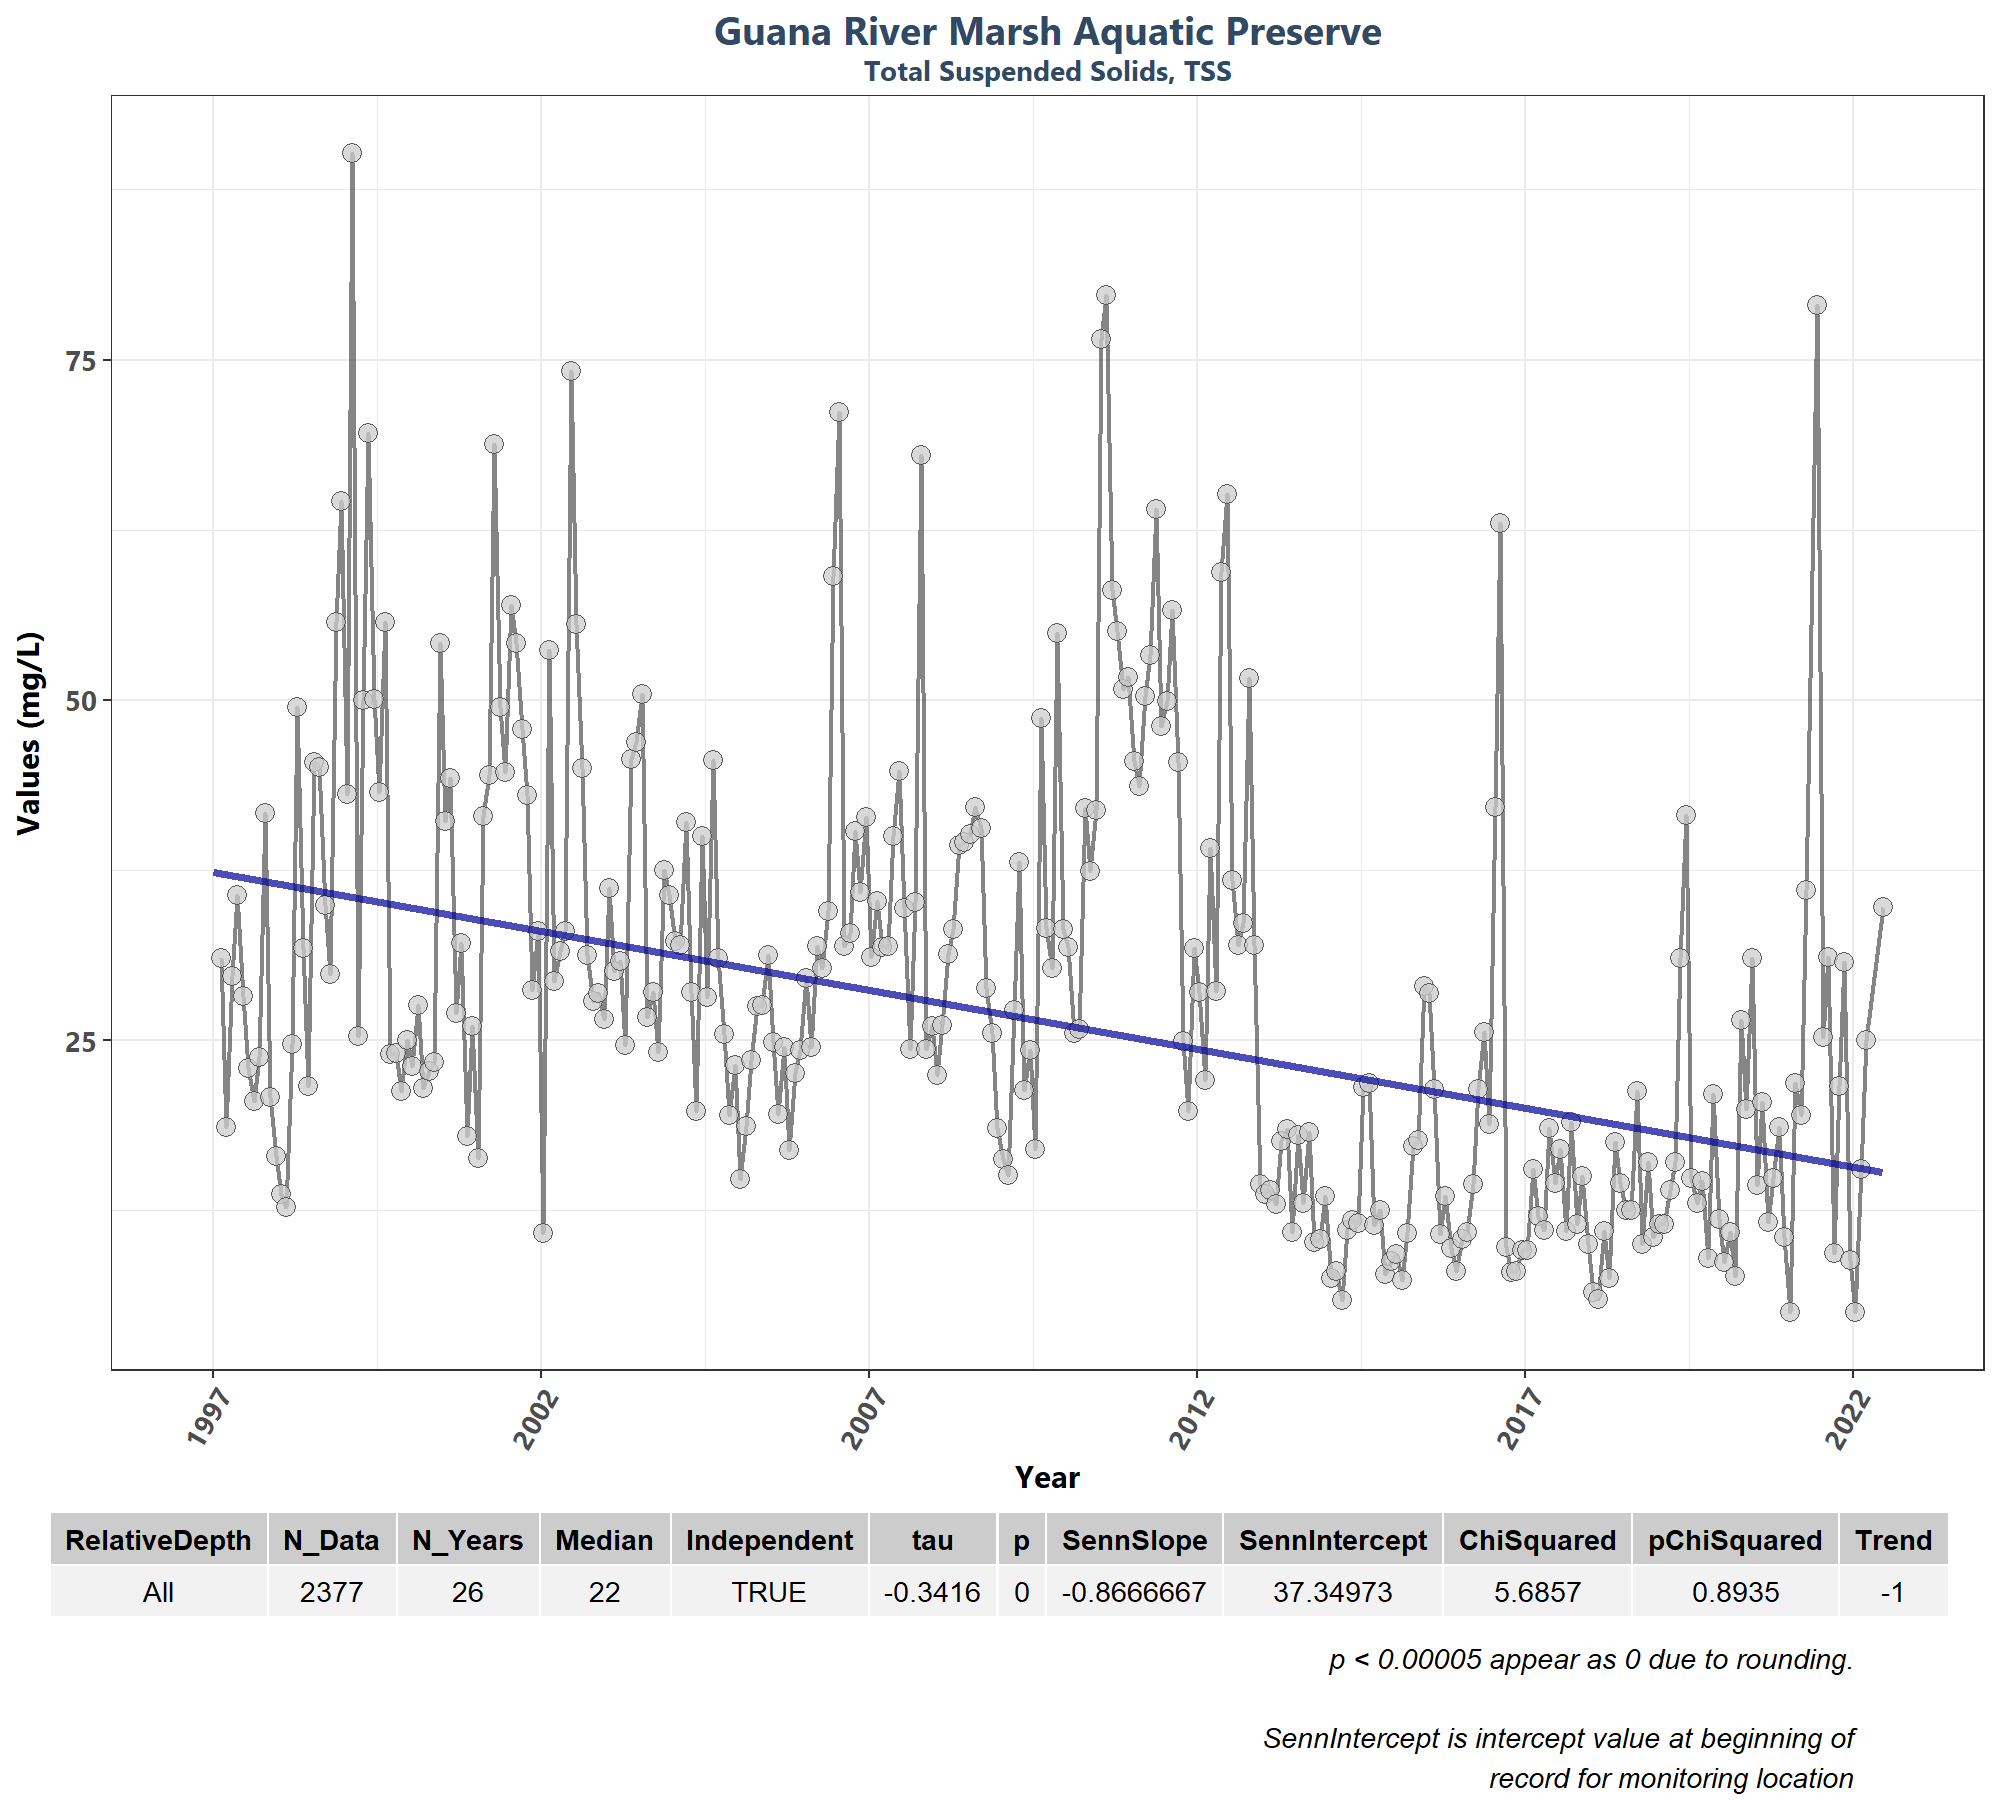 Guana River Marsh Aquatic Preserve
Total Suspended Solids, TSS
Values (mg/L)
75
50
25
1997 2002 2007 2012 2017 2022
Year
RelativeDepth N_Data N_Years Median Independent tau p SennSlope SennIntercept ChiSquared pChiSquared Trend
All 2377 26 22 TRUE -0.3416 0 -0.8666667 37.34973 5.6857 0.8935 -1
p < 0.00005 appear as 0 due to rounding.
SennIntercept is intercept value at beginning of
record for monitoring location